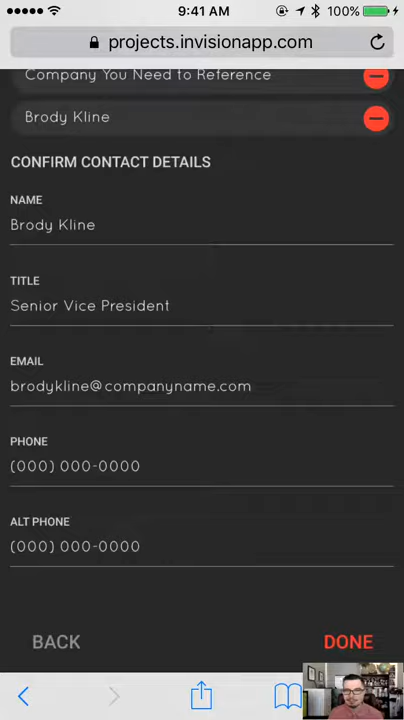 9:41 AM 100%
projects.invisionapp.com
Company You Need to Reference
Brody Kline
CONFIRM CONTACT DETAILS
NAME
Brody Kline
TITLE
Senior Vice President
EMAIL
brodykline@companyname.com
PHONE
(000) 000-0000
ALT PHONE
(000) 000-0000
BACK DONE